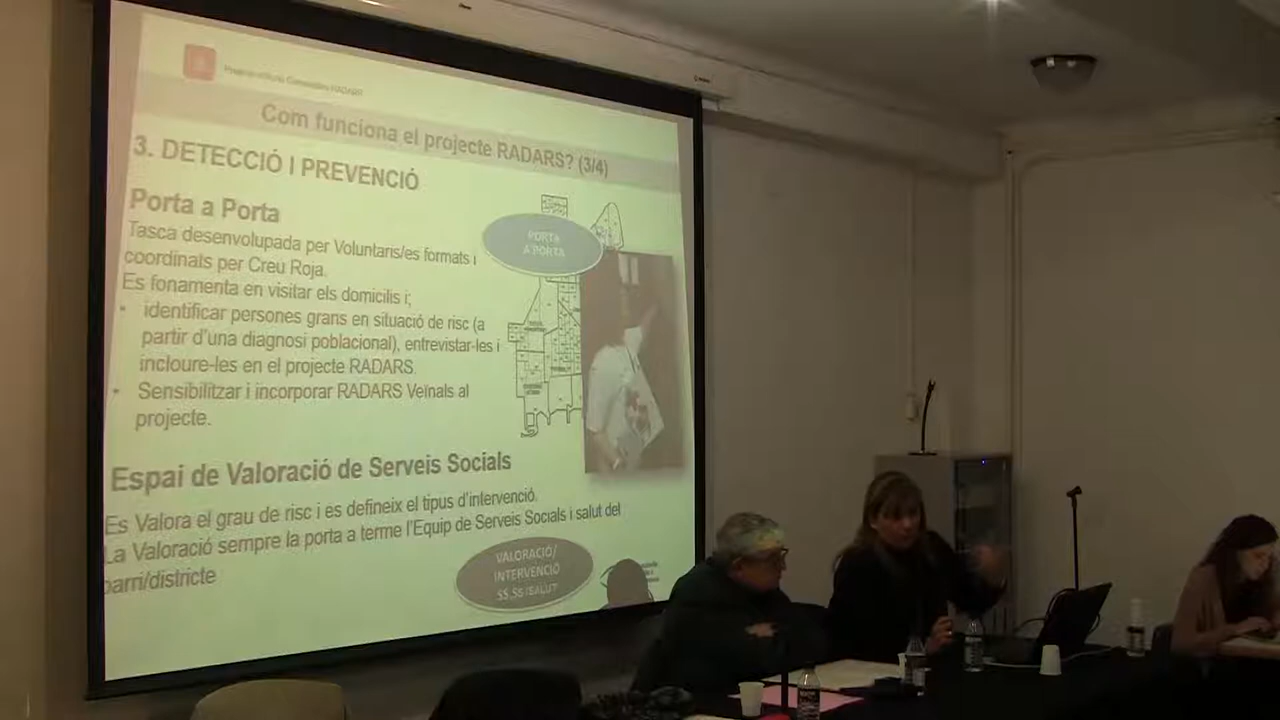 Com funciona el projecte RADARS? (3/4)
3. DETECCIÓ I PREVENCIÓ
Porta a Porta
Tasca desenvolupada per Voluntaris/es formats i
coordinats per Creu Roja.
Es fonamenta en visitar els domicilis i;
• identificar persones grans en situació de risc (a
partir d'una diagnosi poblacional), entrevistar-les i
incloure-les en el projecte RADARS.
• Sensibilitzar i incorporar RADARS Veïnals al
projecte.
PORTA
A PORTA
Espai de Valoració de Serveis Socials
Es Valora el grau de risc i es defineix el tipus d'intervenció.
La Valoració sempre la porta a terme l'Equip de Serveis Socials i salut del
barri/districte
VALORACIÓ/
INTERVENCIÓ
SS.SS /SALUT